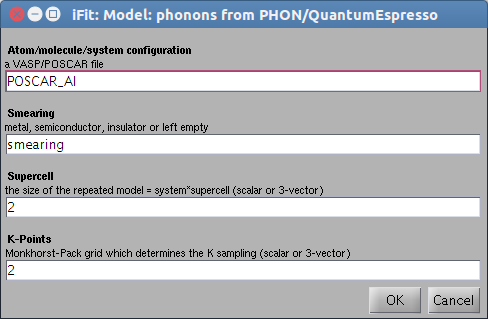 iFit: Model: phonons from PHON/QuantumEspresso
Atom/molecule/system configuration
a VASP/POSCAR file
POSCAR_Al
Smearing
metal, semiconductor, insulator or left empty
smearing
Supercell
the size of the repeated model = system*supercell (scalar or 3-vector)
2
K-Points
Monkhorst-Pack grid which determines the K sampling (scalar or 3-vector)
2
OK Cancel